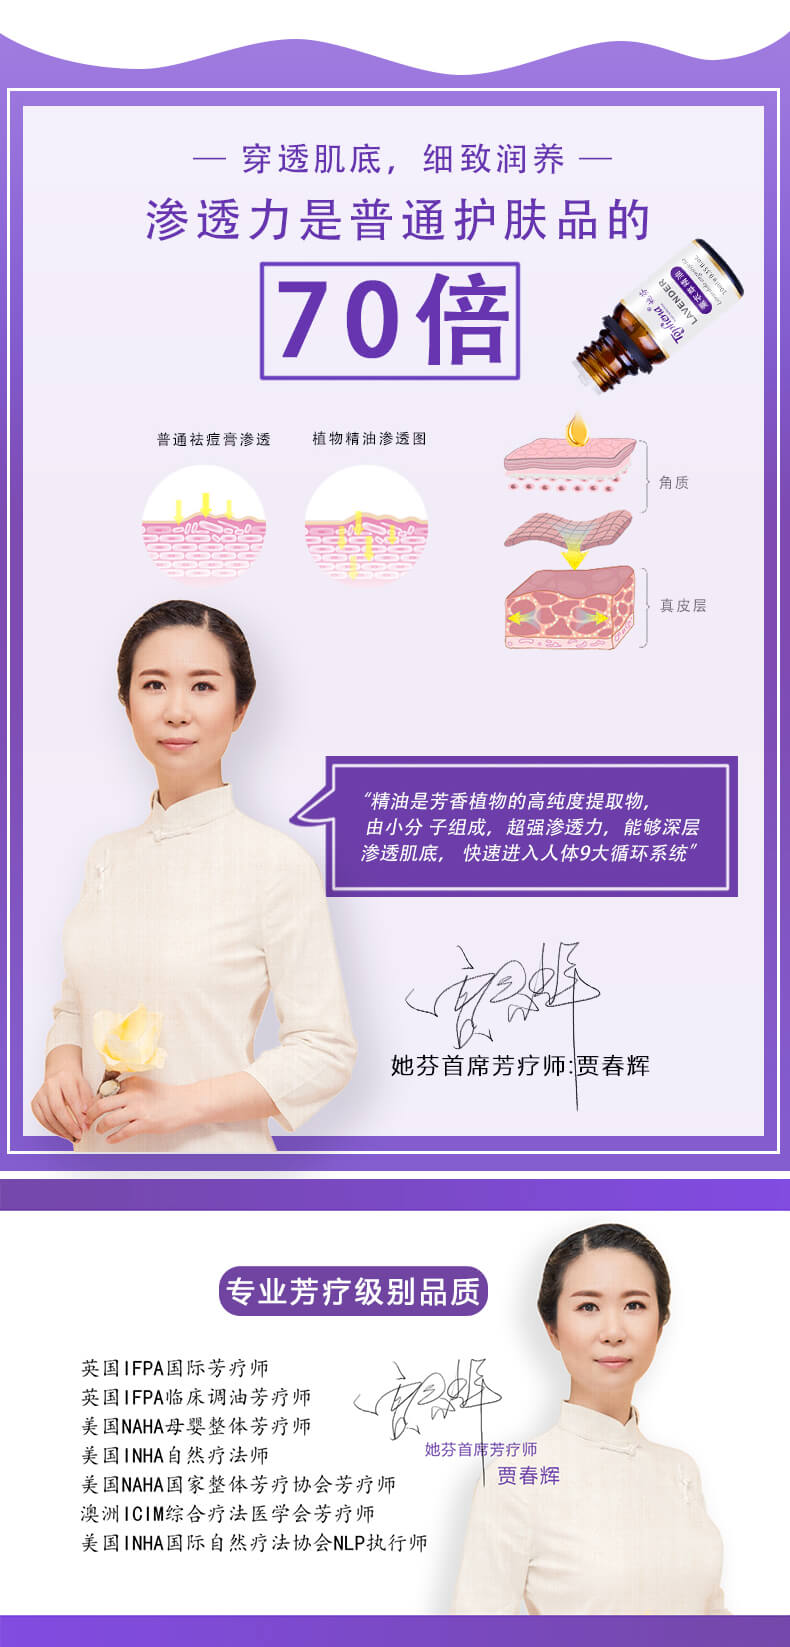 穿透肌底，细致润养
渗透力是普通护肤品的
70倍
薰衣草精油
LAVENDER
普通祛痘膏渗透
植物精油渗透图
角质
真皮层
“精油是芳香植物的高纯度提取物，
由小分 子组成，超强渗透力，能够深层
渗透肌底， 快速进入人体9大循环系统”
她芬首席芳疗师:贾春辉
专业芳疗级别品质
英国IFPA国际芳疗师
英国IFPA临床调油芳疗师
美国NAHA母婴整体芳疗师
美国INHA自然疗法师
美国NAHA国家整体芳疗协会芳疗师
澳洲ICIM综合疗法医学会芳疗师
美国INHA国际自然疗法协会NLP执行师
她芬首席芳疗师
贾春辉